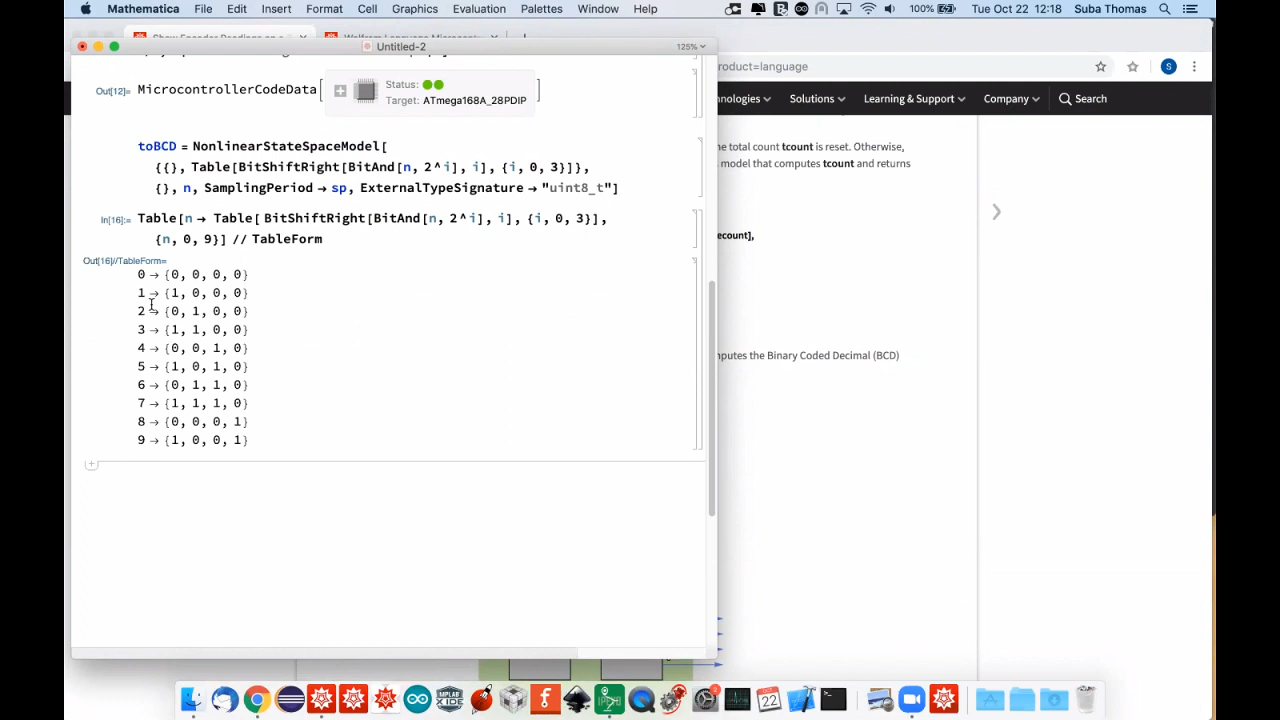 Mathematica File Edit Insert Format Cell Graphics Evaluation Palettes Window Help 100% Tue Oct 22 12:18 Suba Thomas
Untitled-2
125%
roduct=language
S
Out[12]= MicrocontrollerCodeData[
Status:
Target: ATmega168A_28PDIP
]
nologies Solutions Learning & Support Company Search
toBCD = NonlinearStateSpaceModel[
{{}, Table[BitShiftRight[BitAnd[n, 2^i], i], {i, 0, 3}]},
{}, n, SamplingPeriod → sp, ExternalTypeSignature → "uint8_t"]
In[16]:= Table[n → Table[ BitShiftRight[BitAnd[n, 2^i], i], {i, 0, 3}],
{n, 0, 9}] // TableForm
Out[16]//TableForm=
0 → {0, 0, 0, 0}
1 → {1, 0, 0, 0}
2 → {0, 1, 0, 0}
3 → {1, 1, 0, 0}
4 → {0, 0, 1, 0}
5 → {1, 0, 1, 0}
6 → {0, 1, 1, 0}
7 → {1, 1, 1, 0}
8 → {0, 0, 0, 1}
9 → {1, 0, 0, 1}
ne total count tcount is reset. Otherwise,
model that computes tcount and returns
ecount],
nputes the Binary Coded Decimal (BCD)